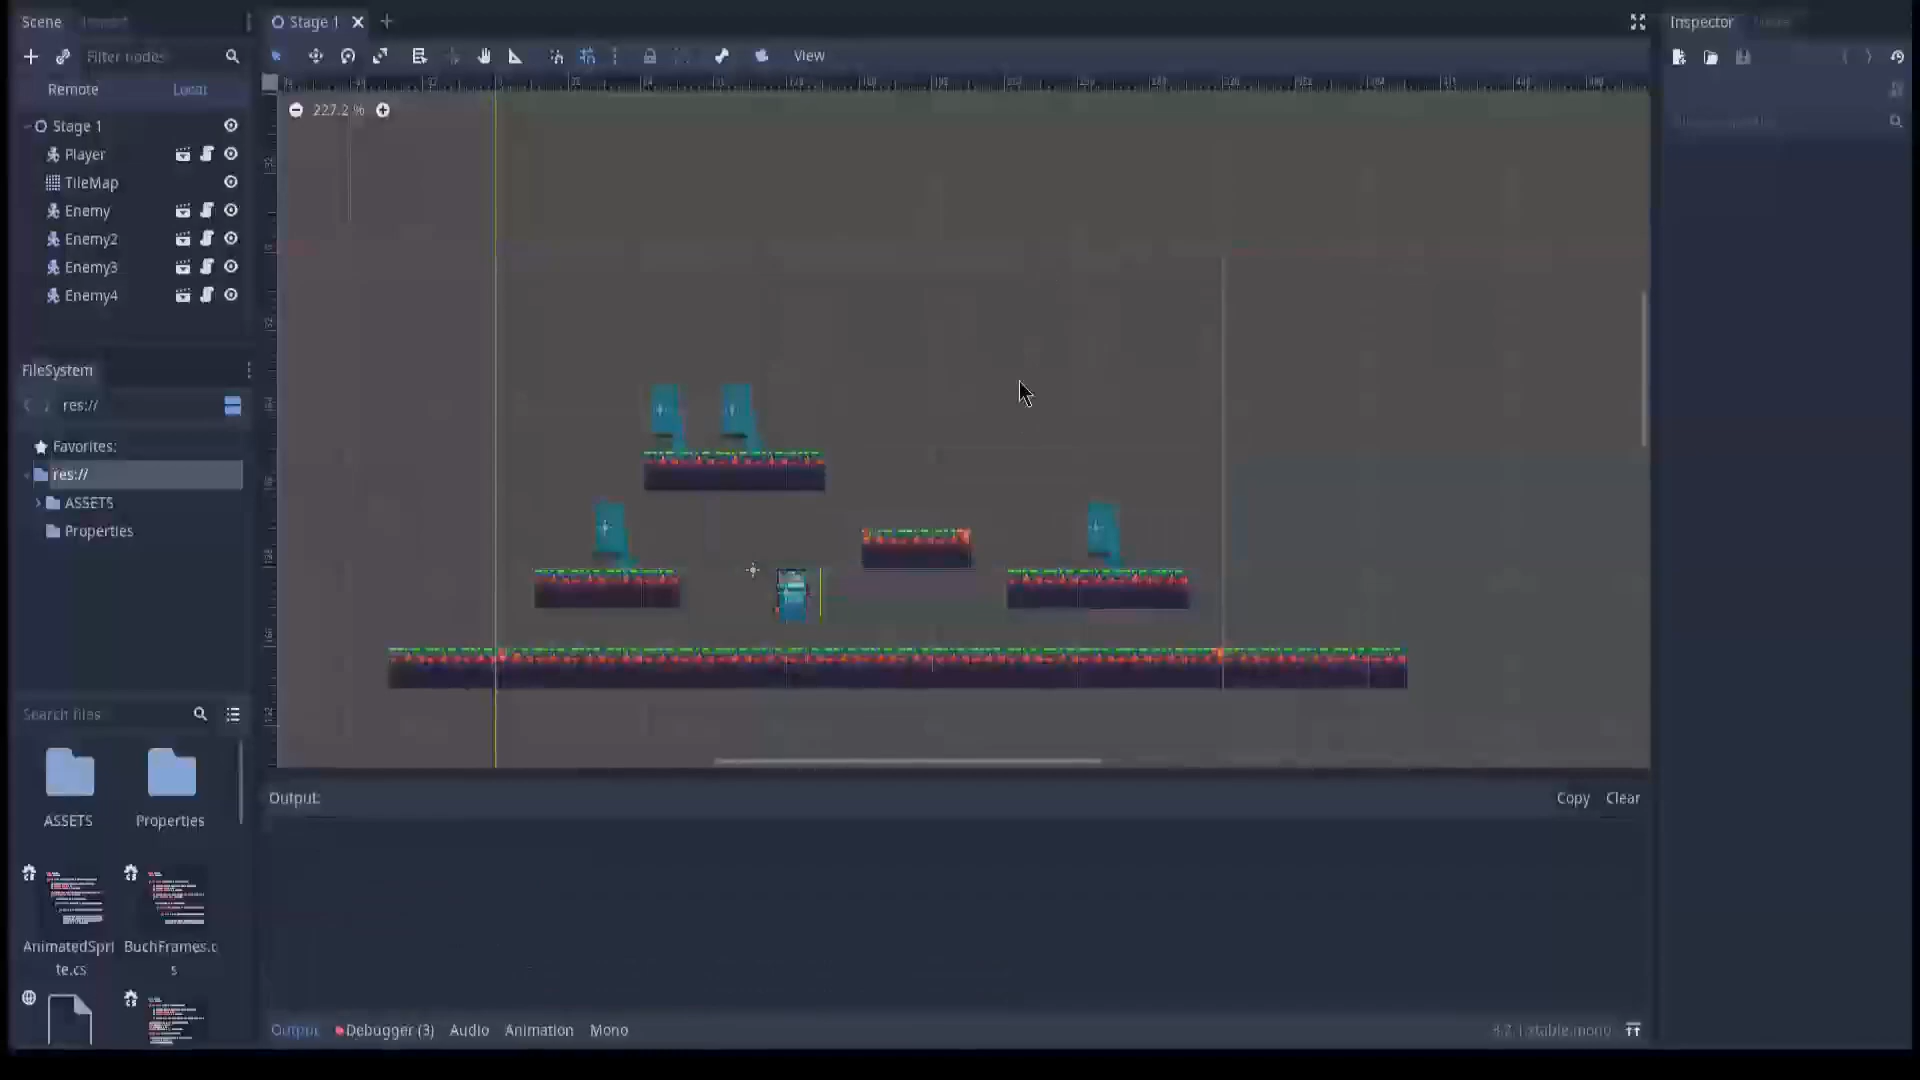 Scene
Stage 1
Inspector
Filter nodes
View
Remote Local
227.2 %
Stage 1
Player
TileMap
Enemy
Enemy2
Enemy3
Enemy4
FileSystem
res://
Favorites:
res://
ASSETS
Properties
Search files
ASSETS Properties
AnimatedSpri
te.cs
BuchFrames.c
s
Output:
Copy Clear
Output Debugger (3) Audio Animation Mono